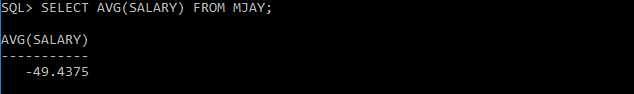 SQL> SELECT AVG(SALARY) FROM MJAY;
AVG(SALARY)
-----------
-49.4375